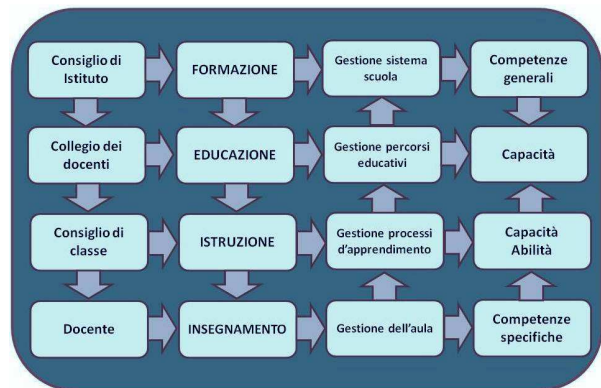 Consiglio di
Istituto
FORMAZIONE
Gestione sistema
scuola
Competenze
generali
Collegio dei
docenti
EDUCAZIONE
Gestione percorsi
educativi
Capacità
Consiglio di
classe
ISTRUZIONE
Gestione processi
d'apprendimento
Capacità
Abilità
Docente
INSEGNAMENTO
Gestione dell'aula
Competenze
specifiche